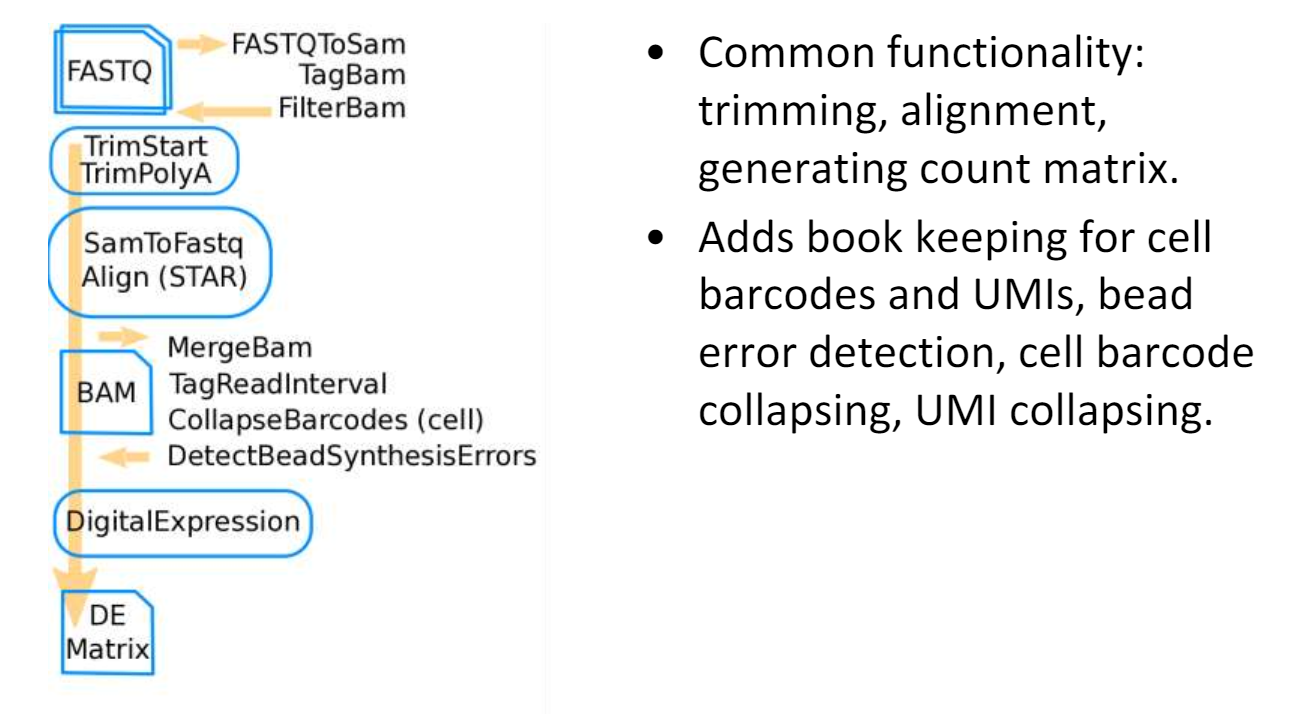 FASTQ
FASTQToSam
TagBam
FilterBam
TrimStart
TrimPolyA
SamToFastq
Align (STAR)
MergeBam
BAM
TagReadInterval
CollapseBarcodes (cell)
DetectBeadSynthesisErrors
DigitalExpression
DE
Matrix
• Common functionality:
trimming, alignment,
generating count matrix.
• Adds book keeping for cell
barcodes and UMIs, bead
error detection, cell barcode
collapsing, UMI collapsing.